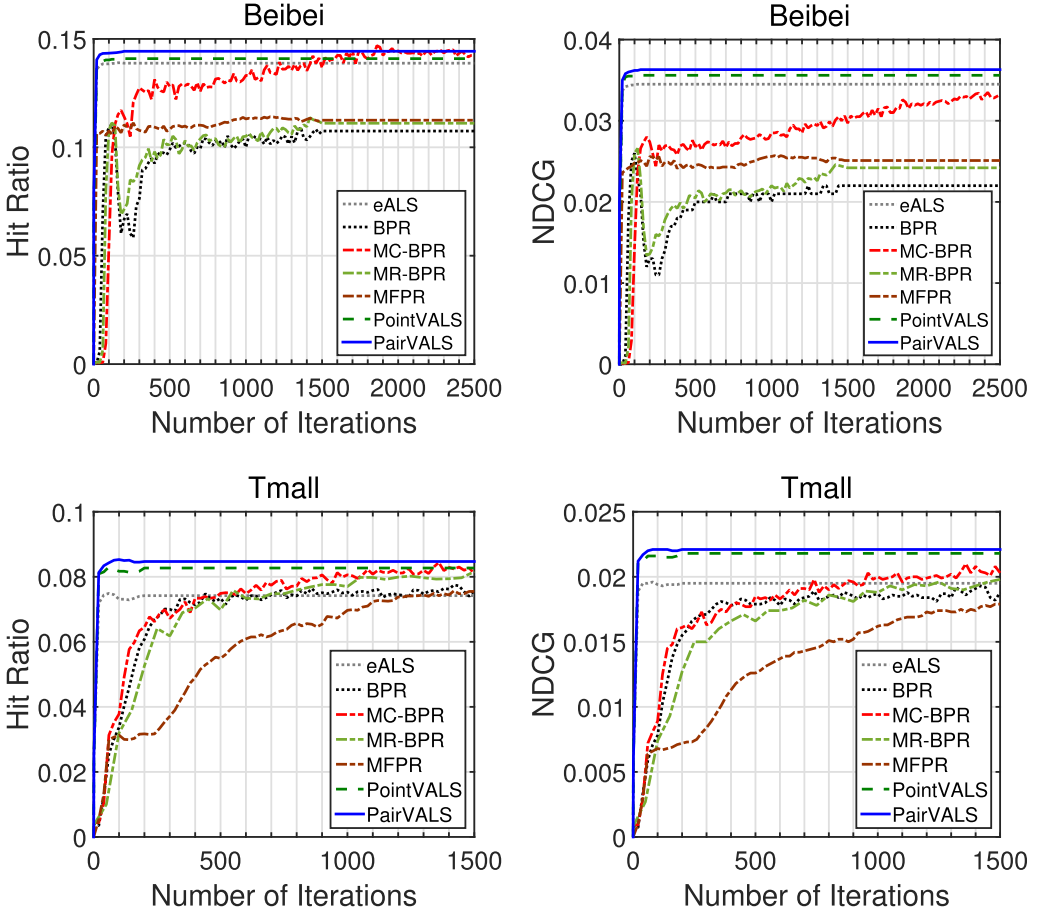 Beibei
0.15
0.1
0.05
0
Hit Ratio
eALS
BPR
MC-BPR
MR-BPR
MFPR
PointVALS
PairVALS
0 500 1000 1500 2000 2500
Number of Iterations
Beibei
0.04
0.03
0.02
0.01
0
NDCG
eALS
BPR
MC-BPR
MR-BPR
MFPR
PointVALS
PairVALS
0 500 1000 1500 2000 2500
Number of Iterations
Tmall
0.1
0.08
0.06
0.04
0.02
0
Hit Ratio
eALS
BPR
MC-BPR
MR-BPR
MFPR
PointVALS
PairVALS
0 500 1000 1500
Number of Iterations
Tmall
0.025
0.02
0.015
0.01
0.005
0
NDCG
eALS
BPR
MC-BPR
MR-BPR
MFPR
PointVALS
PairVALS
0 500 1000 1500
Number of Iterations